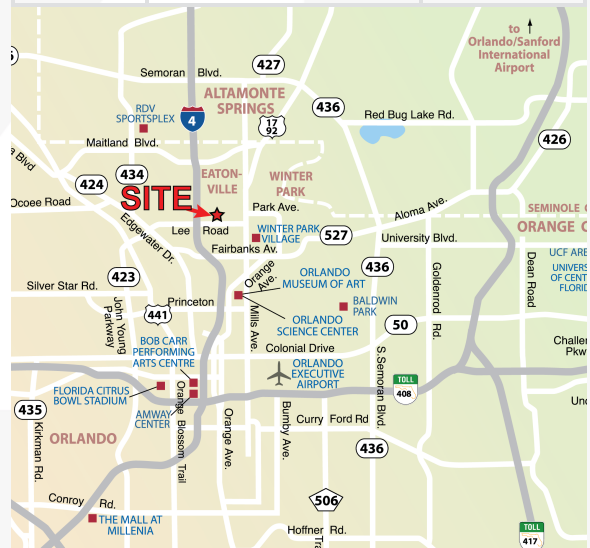 to
Orlando/Sanford
International
Airport
427
Semoran Blvd.
ALTAMONTE
SPRINGS
436
Red Bug Lake Rd.
RDV
SPORTSPLEX
4
17
92
426
Maitland Blvd.
a Blvd
434
424
EATON-
VILLE
WINTER
PARK
SITE
Ocoee Road
Park Ave.
Aloma Ave.
SEMINOLE
ORANGE C
Edgewater Dr.
Lee Road
WINTER PARK
VILLAGE
527
University Blvd.
Fairbanks Av.
UCF ARE
UNIVERS
OF CENT
FLORID
423
Orange
Ave.
ORLANDO
MUSEUM OF ART
436
Goldenrod Rd.
Dean Road
Silver Star Rd.
Princeton
BALDWIN
PARK
John Young
Parkway
441
Mills Ave.
ORLANDO
SCIENCE CENTER
50
BOB CARR
PERFORMING
ARTS CENTRE
Colonial Drive
S.Semoran Blvd.
Challen
Pkw
ORLANDO
EXECUTIVE
AIRPORT
FLORIDA CITRUS
BOWL STADIUM
TOLL
408
AMWAY
CENTER
Orange Blossom Trail
Orange Ave.
Bumby Ave.
Curry Ford Rd
435
Kirkman Rd.
ORLANDO
436
Conroy Rd.
506
THE MALL AT
MILLENIA
Hoffner Rd.
TOLL
417